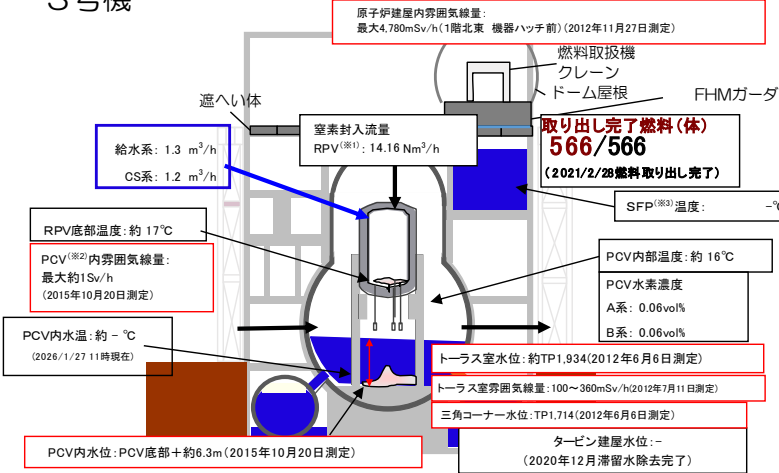 3号機
原子炉建屋内雰囲気線量:
最大4,780mSv/h(1階北東 機器ハッチ前)(2012年11月27日測定)
燃料取扱機
クレーン
ドーム屋根
FHMガーダ
遮へい体
窒素封入流量
RPV(※1): 14.16 Nm3/h
取り出し完了燃料(体)
566/566
(2021/2/28燃料取り出し完了)
給水系: 1.3 m3/h
CS系: 1.2 m3/h
SFP(※3)温度: -℃
RPV底部温度:約 17℃
PCV(※2)内雰囲気線量:
最大約1Sv/h
(2015年10月20日測定)
PCV内部温度:約 16℃
PCV水素濃度
A系: 0.06vol%
B系: 0.06vol%
PCV内水温:約 - ℃
(2026/1/27 11時現在)
トーラス室水位:約TP1,934(2012年6月6日測定)
トーラス室雰囲気線量:100～360mSv/h(2012年7月11日測定)
三角コーナー水位:TP1,714(2012年6月6日測定)
PCV内水位:PCV底部+約6.3m(2015年10月20日測定)
タービン建屋水位:-
(2020年12月滞留水除去完了)